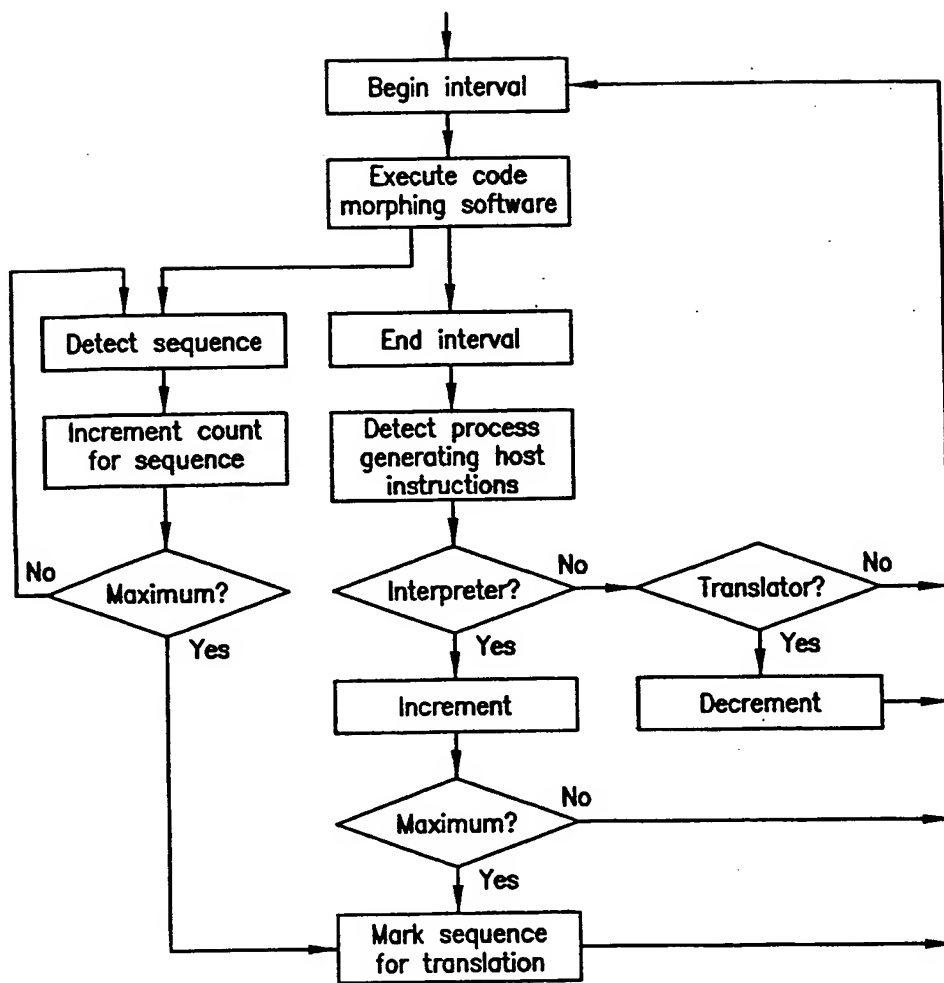 Begin interval
Execute code
morphing software
Detect sequence
End interval
Increment count
for sequence
Detect process
generating host
instructions
No
Maximum?
Yes
Interpreter?
No
Yes
Translator?
No
Yes
Increment
Decrement
Maximum?
No
Yes
Mark sequence
for translation